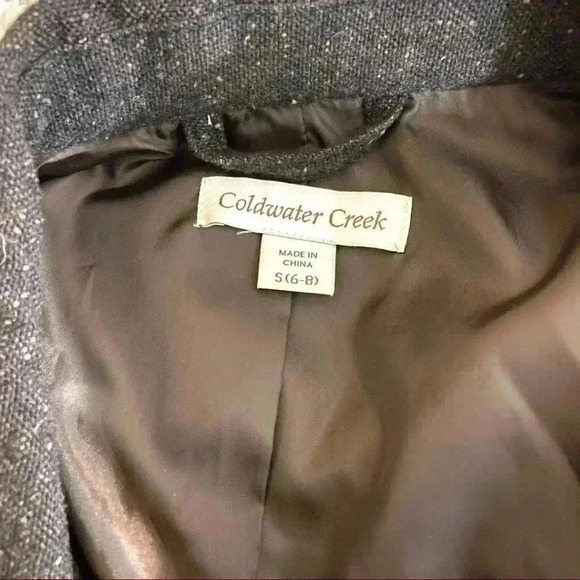 Coldwater Creek
MADE IN
CHINA
S(6-8)